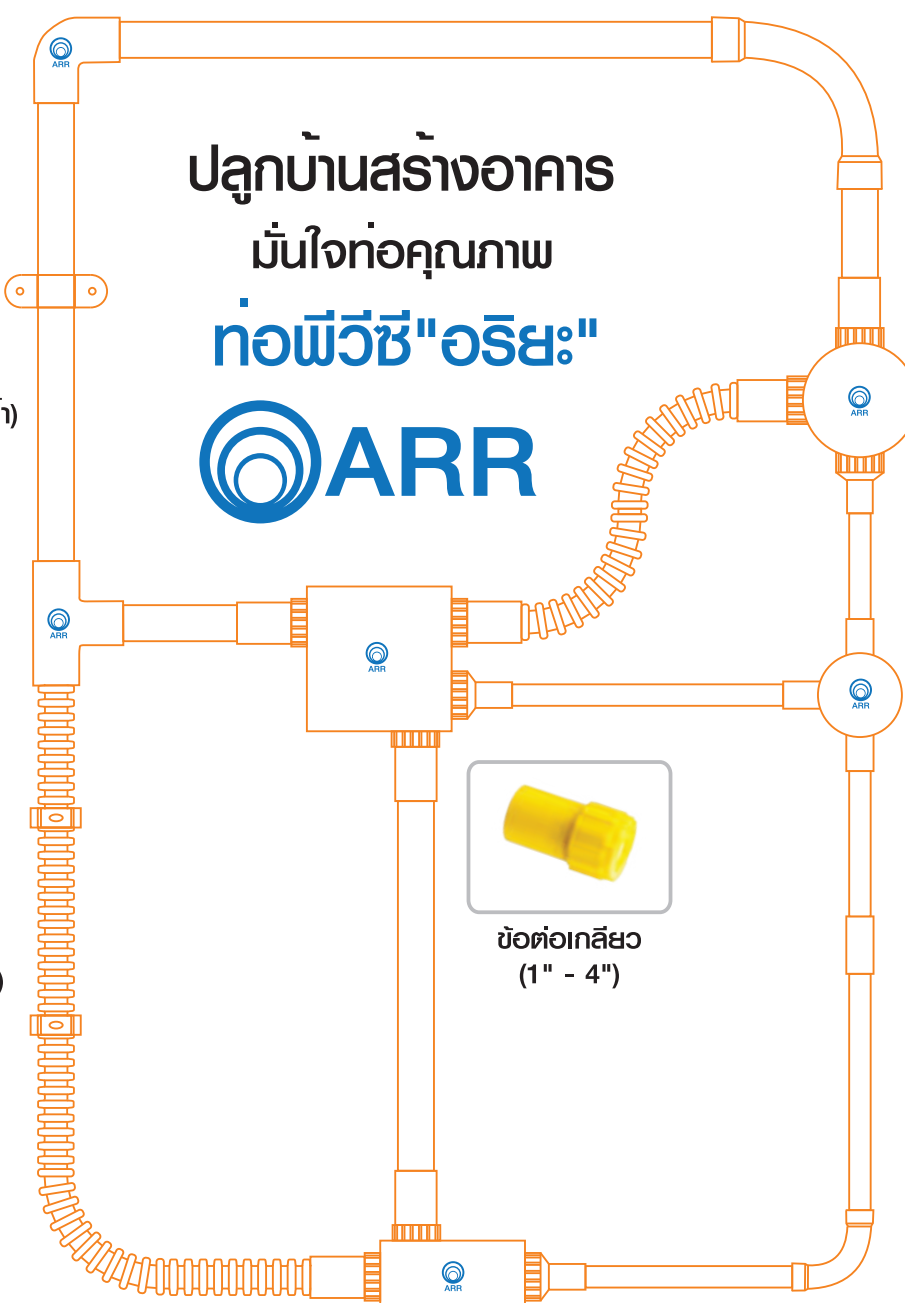 ARR
ปลูกบ้านสร้างอาคาร
มั่นใจท่อคุณภาพ
ท่อพีวีซี"อริยะ"
ARR
ARR
ARR
ARR
ARR
ข้อต่อเกลียว
(1" - 4")
ARR